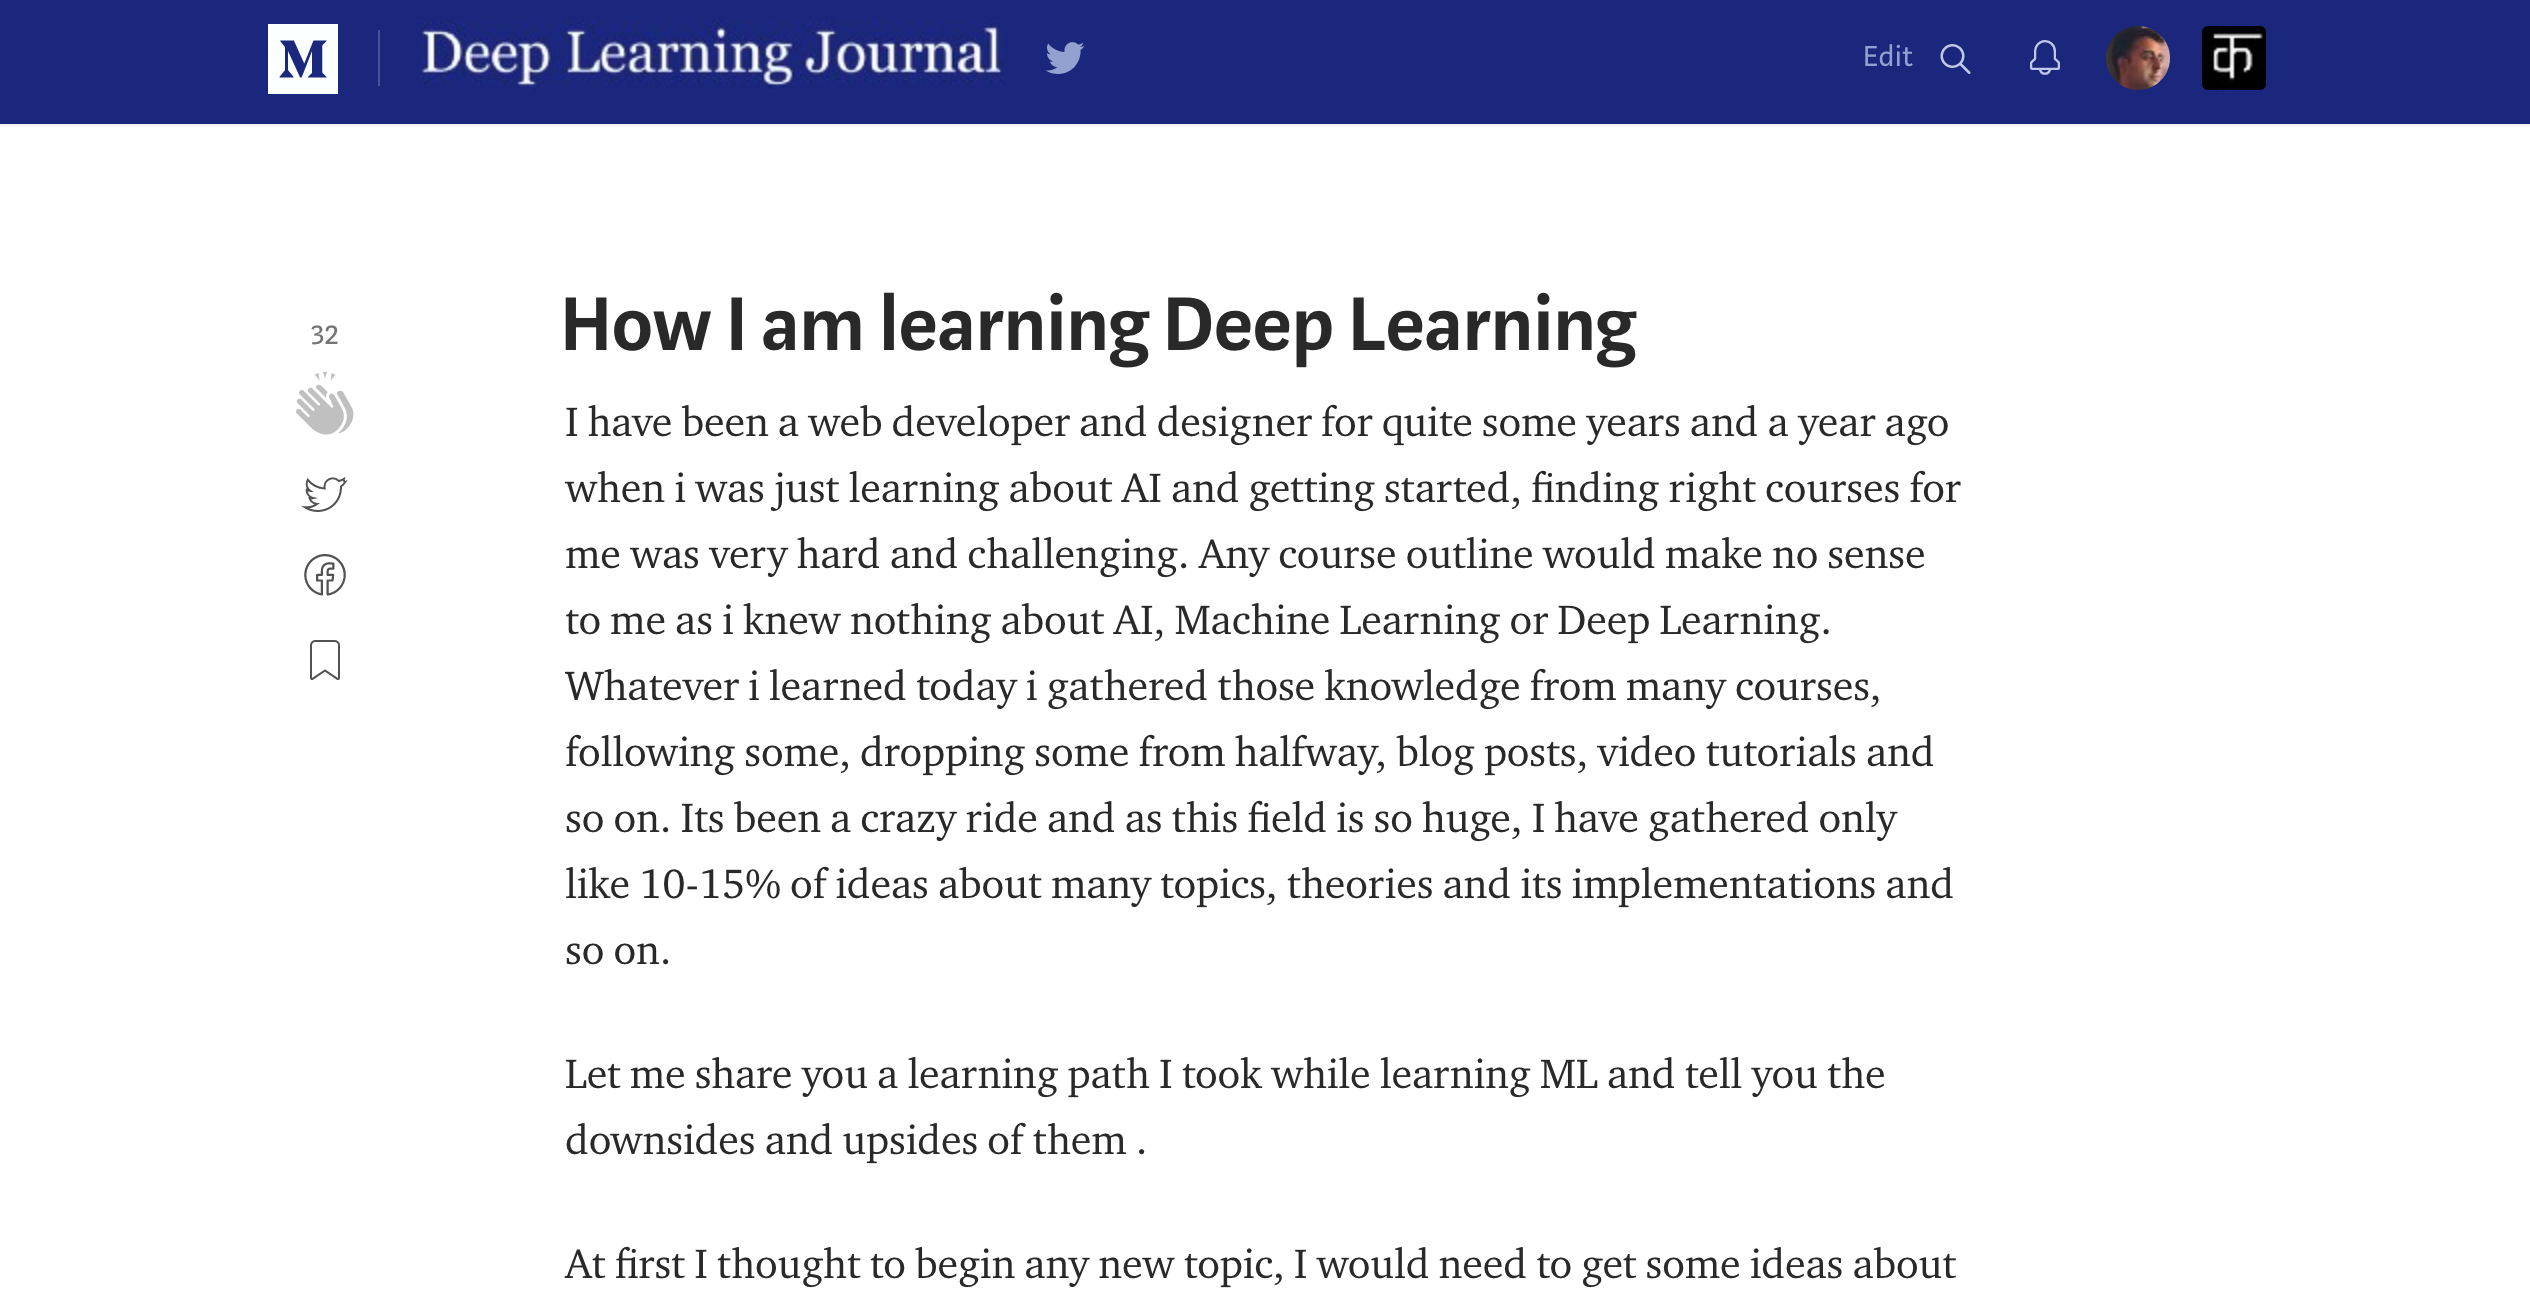 M
Deep Learning Journal
Edit
क
How I am learning Deep Learning
32
I have been a web developer and designer for quite some years and a year ago
when i was just learning about AI and getting started, finding right courses for
me was very hard and challenging. Any course outline would make no sense
to me as i knew nothing about AI, Machine Learning or Deep Learning.
Whatever i learned today i gathered those knowledge from many courses,
following some, dropping some from halfway, blog posts, video tutorials and
so on. Its been a crazy ride and as this field is so huge, I have gathered only
like 10-15% of ideas about many topics, theories and its implementations and
so on.
Let me share you a learning path I took while learning ML and tell you the
downsides and upsides of them .
At first I thought to begin any new topic, I would need to get some ideas about